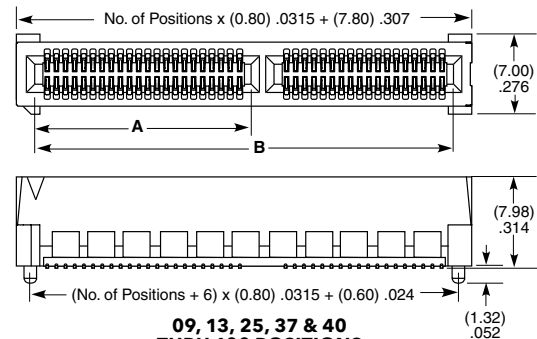 No. of Positions x (0.80) .0315 + (7.80) .307
(7.00)
.276
A
B
(7.98)
.314
(No. of Positions + 6) x (0.80) .0315 + (0.60) .024
(1.32)
.052
09, 13, 25, 37 & 40